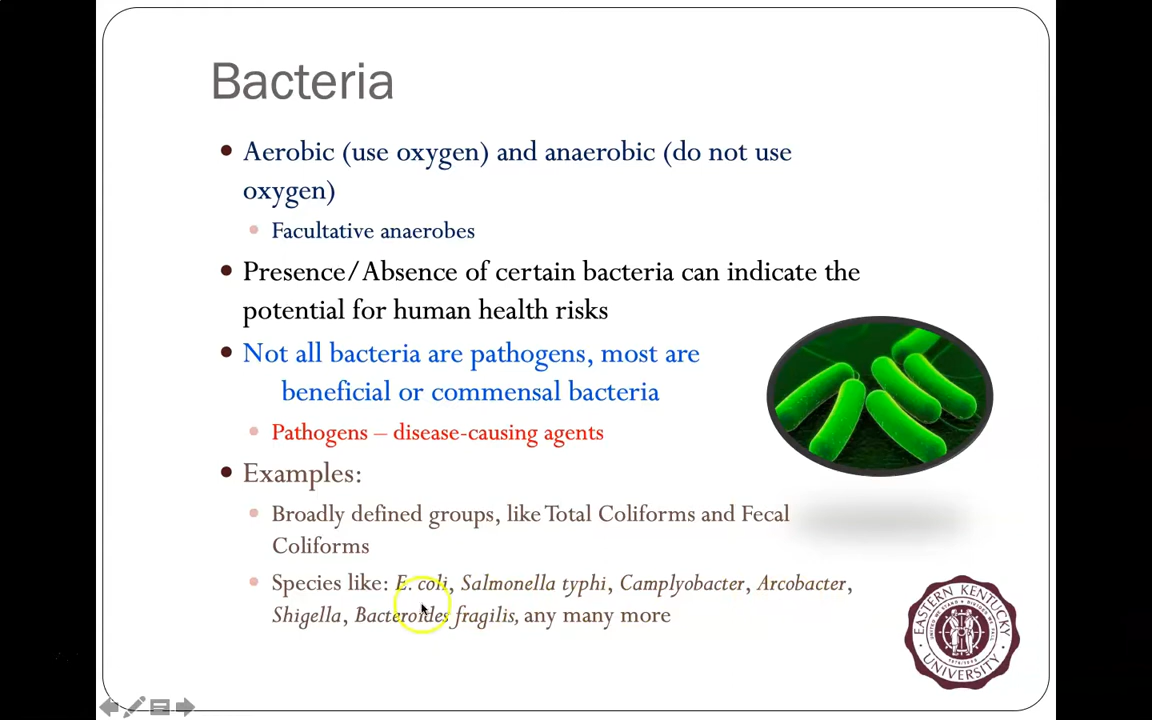 Bacteria
Aerobic (use oxygen) and anaerobic (do not use
oxygen)
Facultative anaerobes
Presence/Absence of certain bacteria can indicate the
potential for human health risks
Not all bacteria are pathogens, most are
beneficial or commensal bacteria
Pathogens – disease-causing agents
Examples:
Broadly defined groups, like Total Coliforms and Fecal
Coliforms
Species like: E. coli, Salmonella typhi, Camplyobacter, Arcobacter,
Shigella, Bacteroides fragilis, any many more
EASTERN KENTUCKY
UNIVERSITY